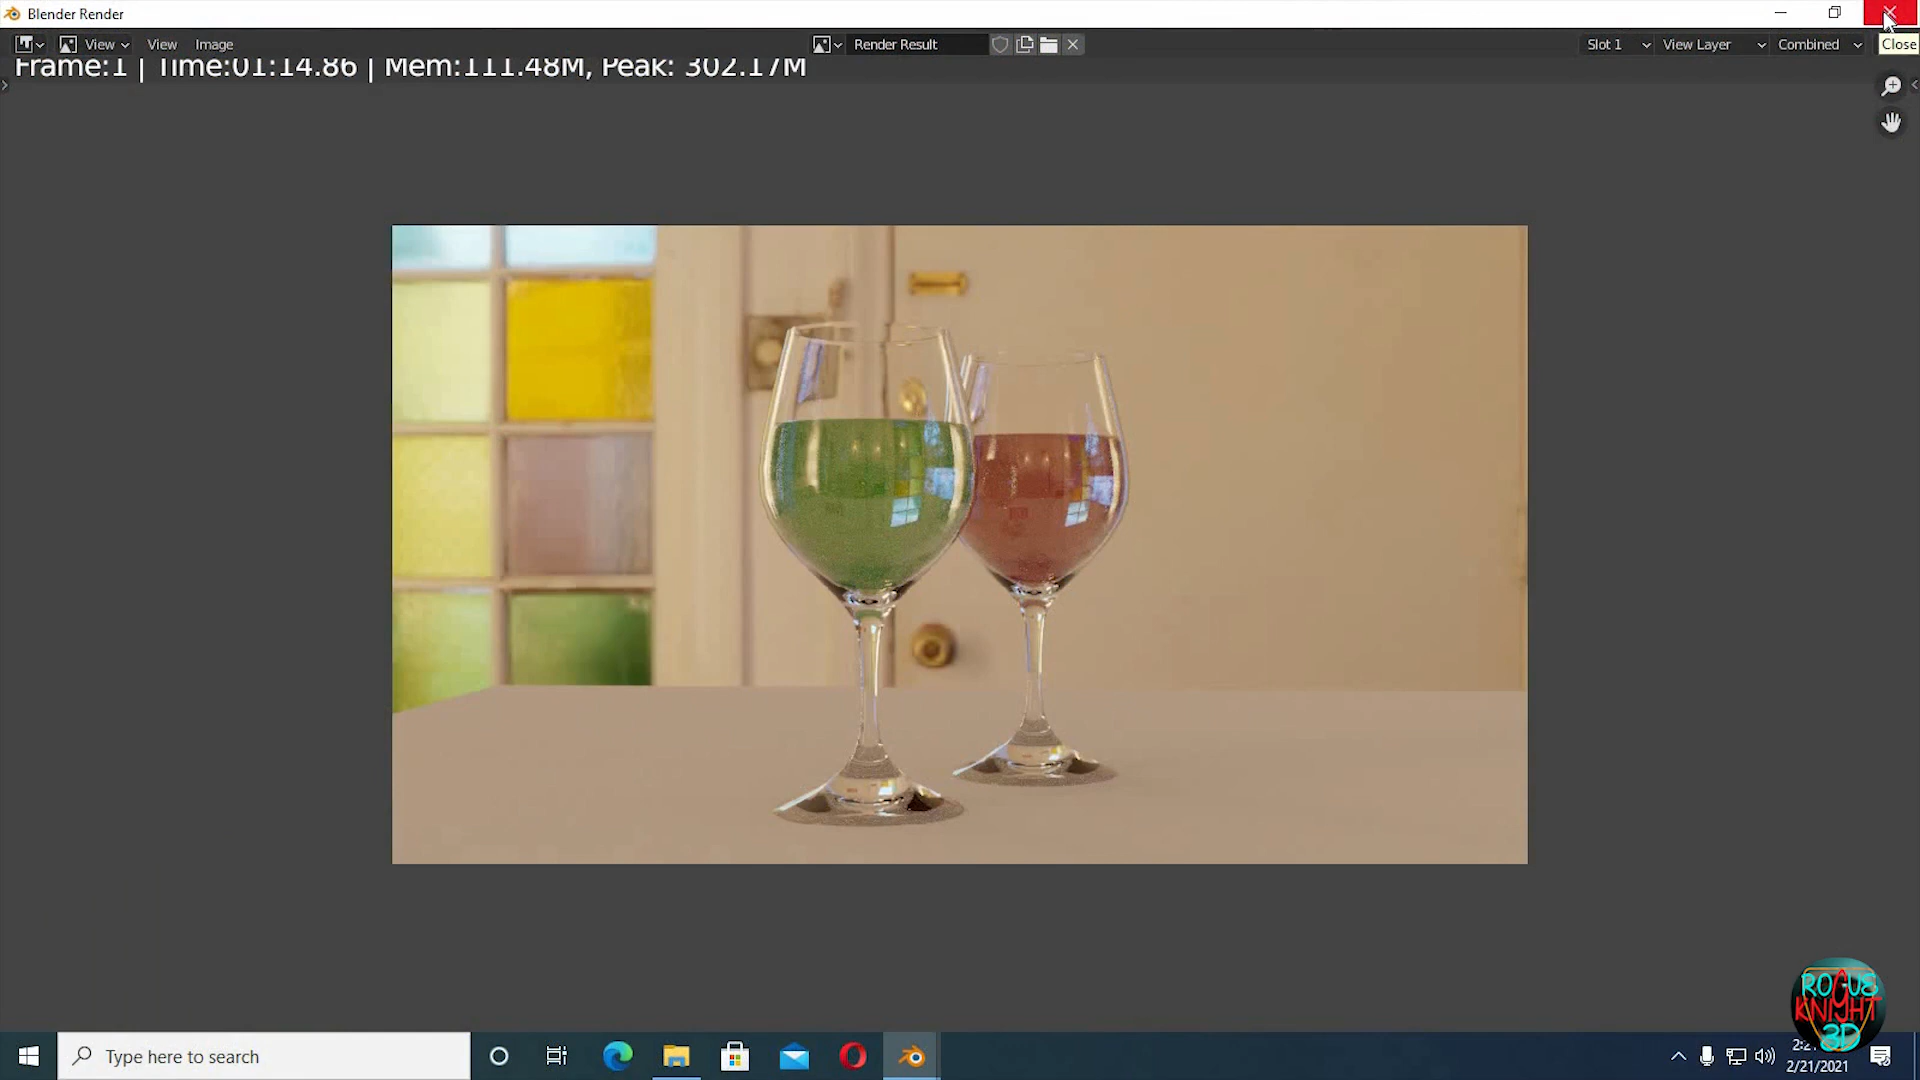 Blender Render
View View Image Render Result Slot 1 View Layer Combined Close
Frame:1 | Time:01:14.86 | Mem:111.48M, Peak: 302.17M
ROGUE
KNIGHT
3D
Type here to search
2/21/2021